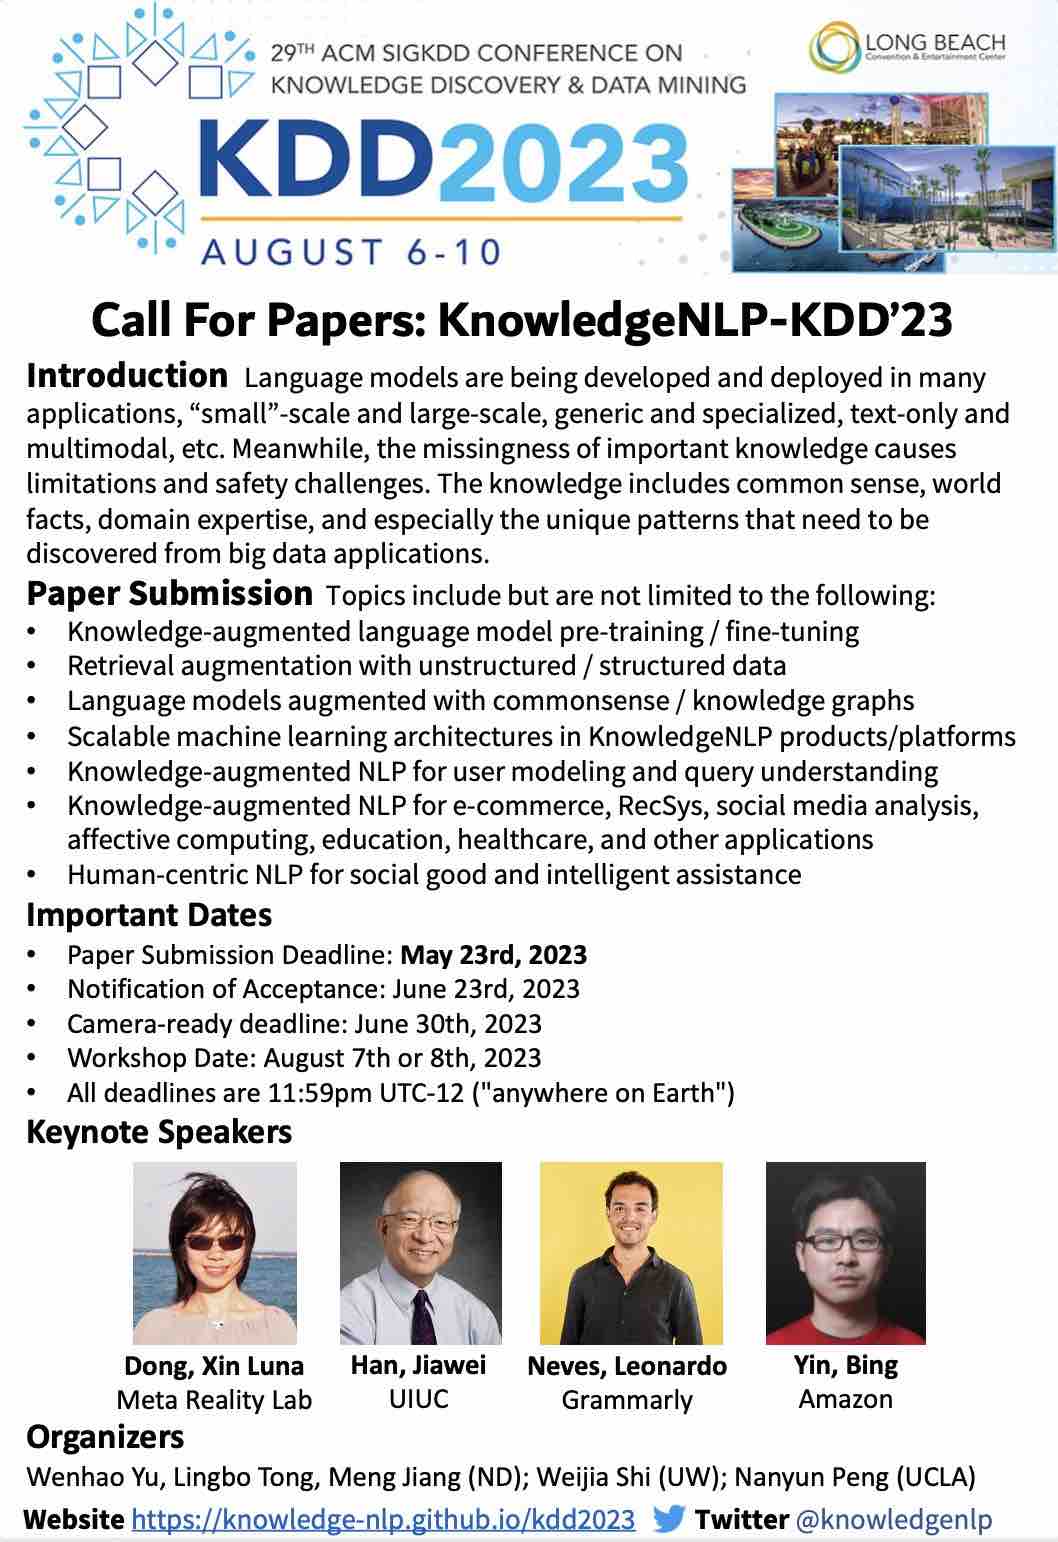 29TH ACM SIGKDD CONFERENCE ON
KNOWLEDGE DISCOVERY & DATA MINING
KDD2023
AUGUST 6-10
LONG BEACH
Convention & Entertainment Center
Call For Papers: KnowledgeNLP-KDD’23
Introduction Language models are being developed and deployed in many
applications, “small”-scale and large-scale, generic and specialized, text-only and
multimodal, etc. Meanwhile, the missingness of important knowledge causes
limitations and safety challenges. The knowledge includes common sense, world
facts, domain expertise, and especially the unique patterns that need to be
discovered from big data applications.
Paper Submission Topics include but are not limited to the following:
• Knowledge-augmented language model pre-training / fine-tuning
• Retrieval augmentation with unstructured / structured data
• Language models augmented with commonsense / knowledge graphs
• Scalable machine learning architectures in KnowledgeNLP products/platforms
• Knowledge-augmented NLP for user modeling and query understanding
• Knowledge-augmented NLP for e-commerce, RecSys, social media analysis,
affective computing, education, healthcare, and other applications
• Human-centric NLP for social good and intelligent assistance
Important Dates
• Paper Submission Deadline: May 23rd, 2023
• Notification of Acceptance: June 23rd, 2023
• Camera-ready deadline: June 30th, 2023
• Workshop Date: August 7th or 8th, 2023
• All deadlines are 11:59pm UTC-12 ("anywhere on Earth")
Keynote Speakers
Dong, Xin Luna
Meta Reality Lab
Han, Jiawei
UIUC
Neves, Leonardo
Grammarly
Yin, Bing
Amazon
Organizers
Wenhao Yu, Lingbo Tong, Meng Jiang (ND); Weijia Shi (UW); Nanyun Peng (UCLA)
Website https://knowledge-nlp.github.io/kdd2023 Twitter @knowledgenlp